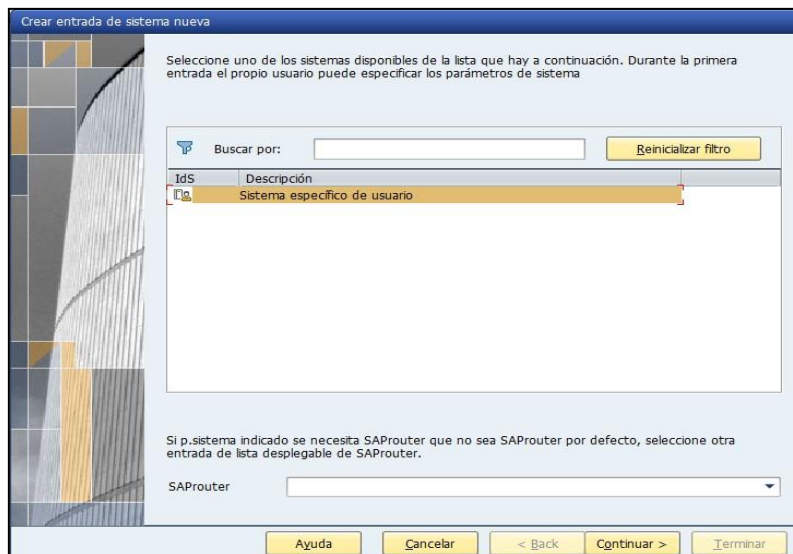 Crear entrada de sistema nueva
Seleccione uno de los sistemas disponibles de la lista que hay a continuación. Durante la primera
entrada el propio usuario puede especificar los parámetros de sistema
Buscar por:
Reinicializar filtro
IdS Descripción
Sistema específico de usuario
Si p.sistema indicado se necesita SAProuter que no sea SAProuter por defecto, seleccione otra
entrada de lista desplegable de SAProuter.
SAProuter
Ayuda Cancelar < Back Continuar > Terminar